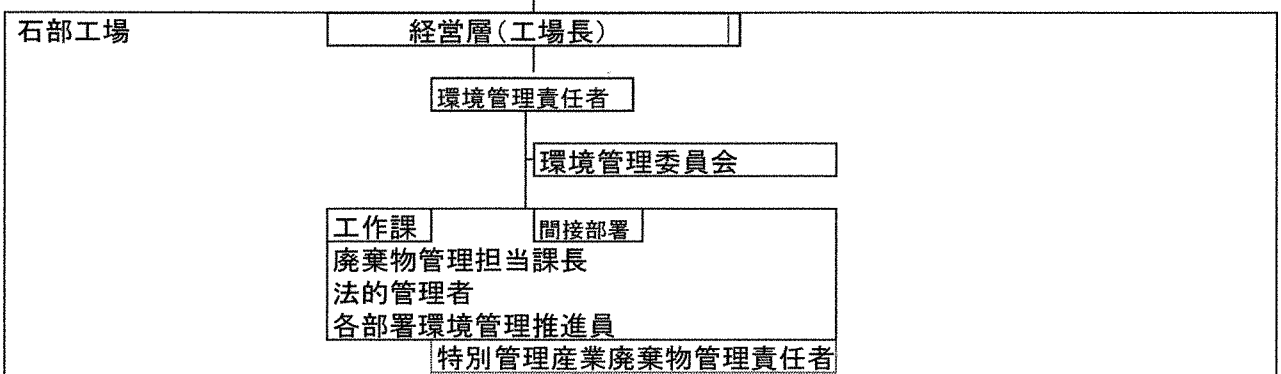 石部工場
経営層(工場長)
環境管理責任者
環境管理委員会
工作課
間接部署
廃棄物管理担当課長
法的管理者
各部署環境管理推進員
特別管理産業廃棄物管理責任者